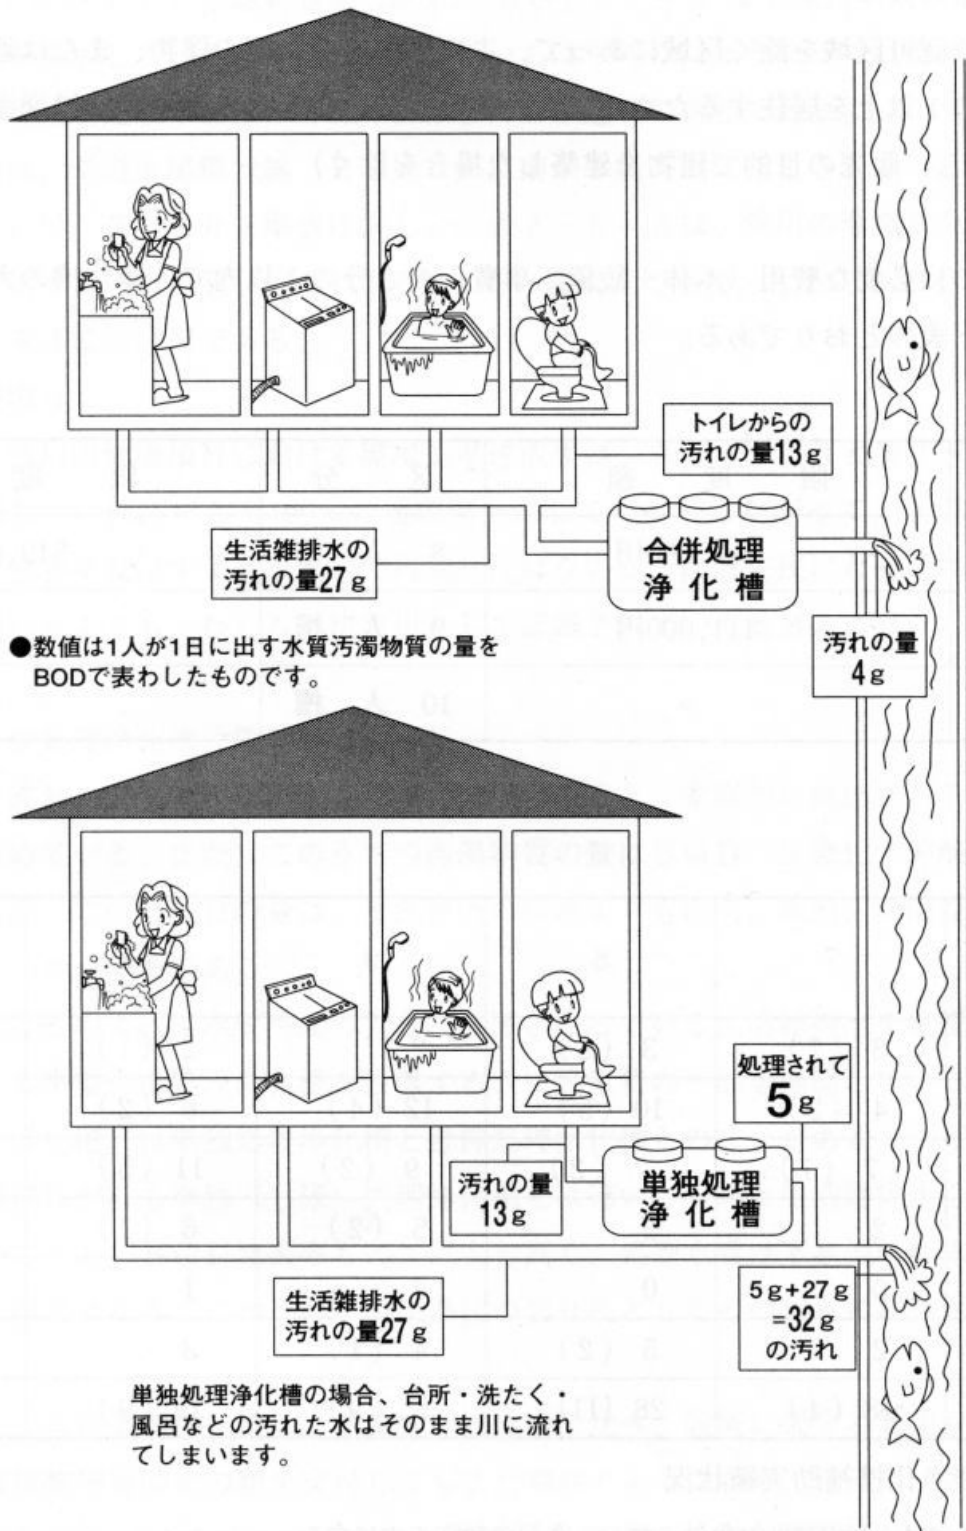 トイレからの
汚れの量13g
生活雑排水の
汚れの量27g
合併処理
浄化槽
汚れの量
4g
●数値は1人が1日に出す水質汚濁物質の量を
BODで表わしたものです。
処理されて
5g
汚れの量
13g
単独処理
浄化槽
生活雑排水の
汚れの量27g
5g+27g
=32g
の汚れ
単独処理浄化槽の場合、台所・洗たく・
風呂などの汚れた水はそのまま川に流れ
てしまいます。